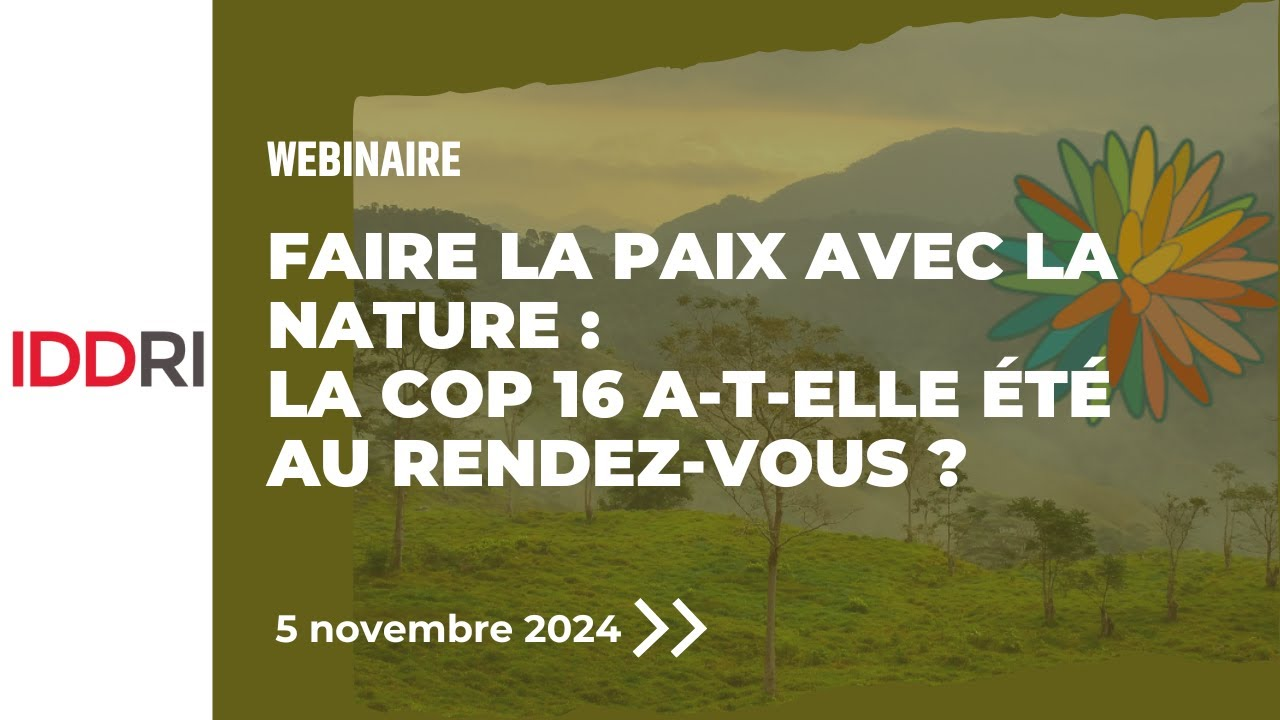 IDDRI
WEBINAIRE
FAIRE LA PAIX AVEC LA
NATURE :
LA COP 16 A-T-ELLE ÉTÉ
AU RENDEZ-VOUS ?
5 novembre 2024